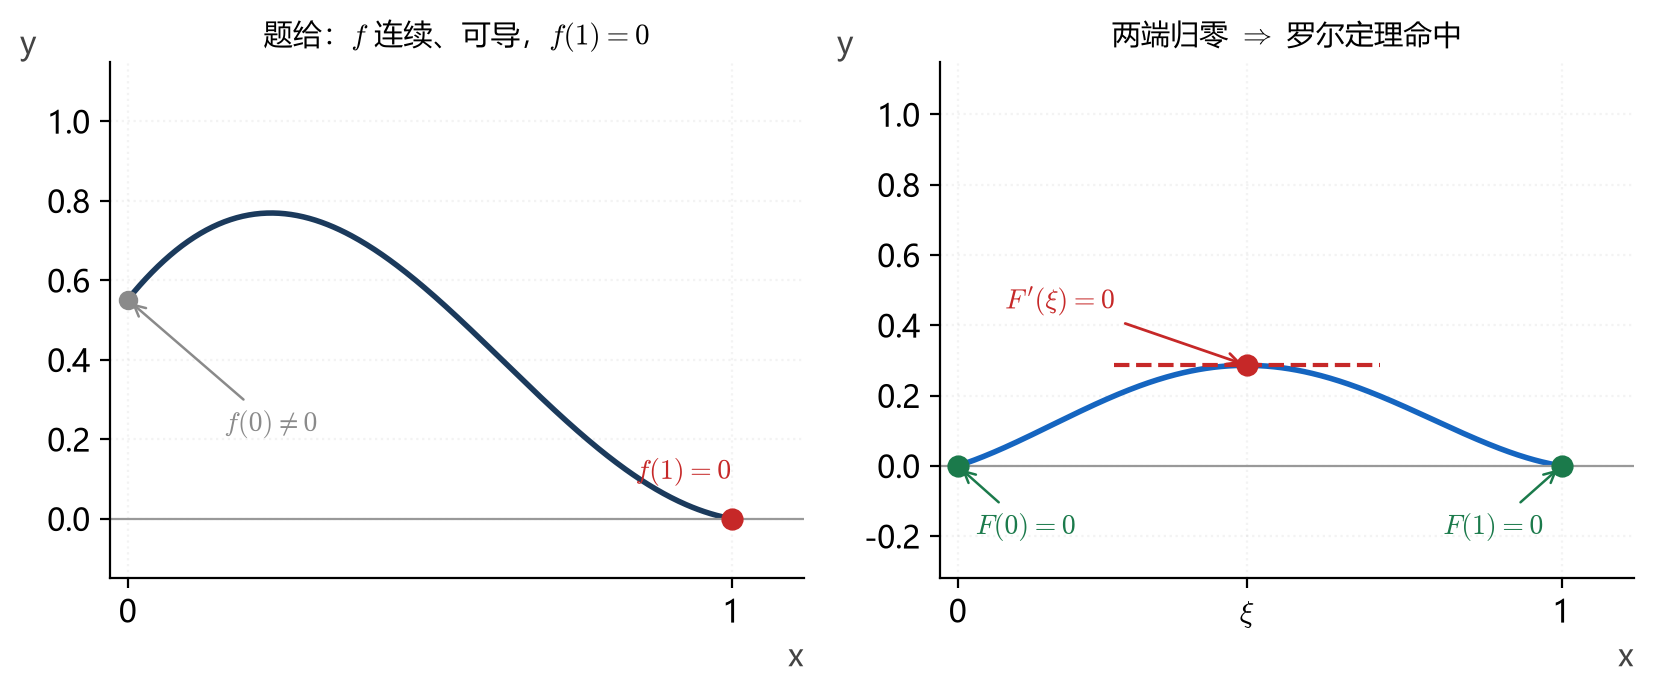 题给：f 连续、可导，f(1) = 0
y
1.0
0.8
0.6
0.4
0.2
0.0
f(0) ≠ 0
f(1) = 0
0
1
x
两端归零 ⇒ 罗尔定理命中
y
1.0
0.8
0.6
0.4
0.2
0.0
-0.2
F′(ξ) = 0
F(0) = 0
F(1) = 0
0
ξ
1
x